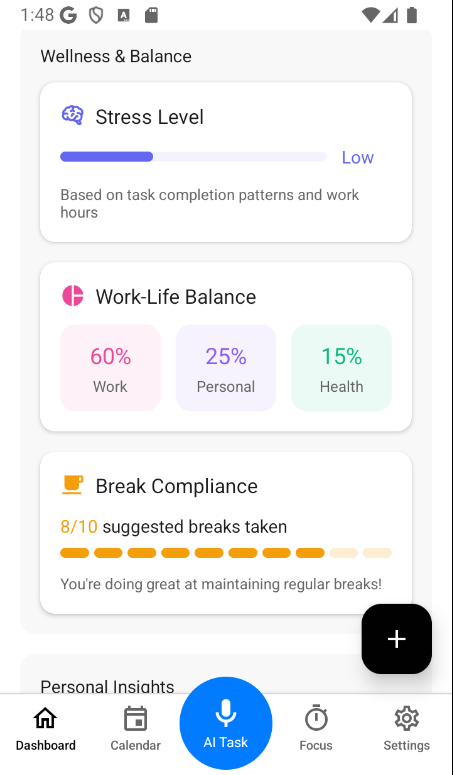 1:48
Wellness & Balance
Stress Level
Low
Based on task completion patterns and work
hours
Work-Life Balance
60% 25% 15%
Work Personal Health
Break Compliance
8/10 suggested breaks taken
You're doing great at maintaining regular breaks!
+
Personal Insights
Dashboard Calendar AI Task Focus Settings